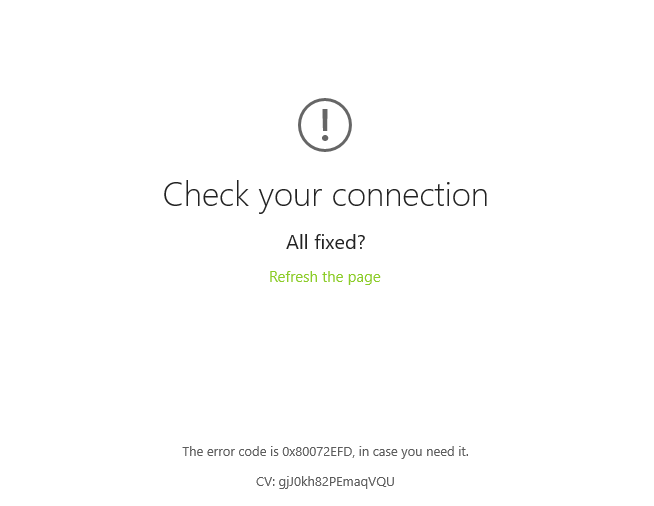 Check your connection
All fixed?
Refresh the page
The error code is 0x80072EFD, in case you need it.
CV: gjJ0kh82PEmaqVQU